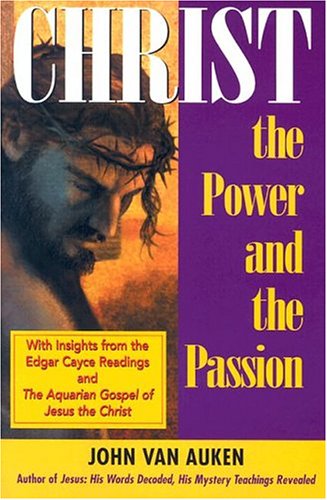 CHRIST
the
Power
and
the
Passion
With Insights from the
Edgar Cayce Readings
and
The Aquarian Gospel of
Jesus the Christ
JOHN VAN AUKEN
Author of Jesus: His Words Decoded, His Mystery Teachings Revealed